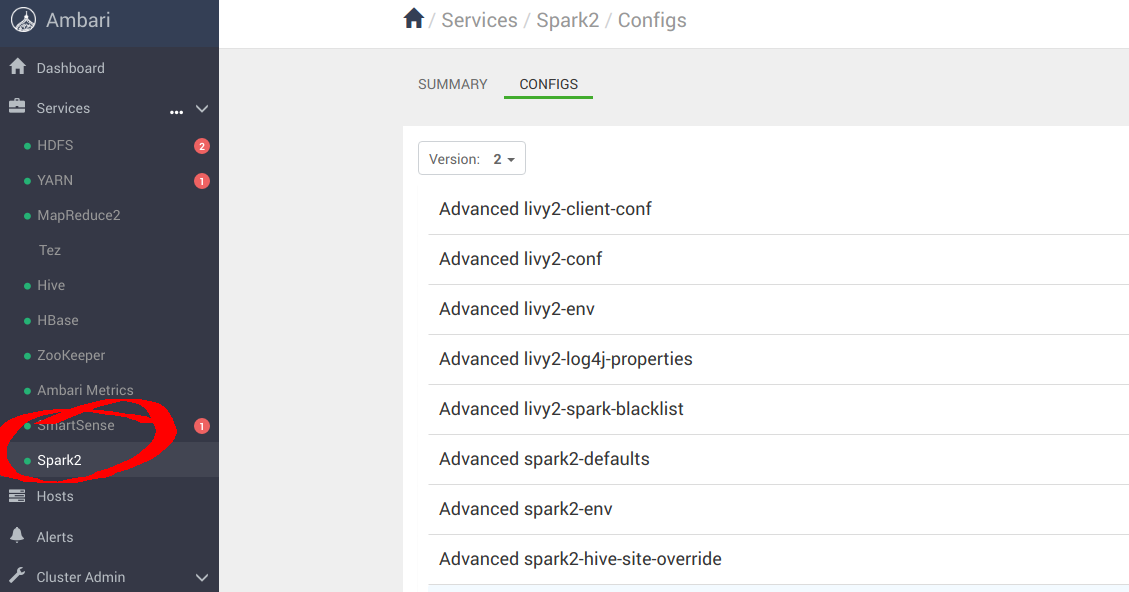 Ambari
Dashboard
Services
HDFS 2
YARN 1
MapReduce2
Tez
Hive
HBase
ZooKeeper
Ambari Metrics
SmartSense 1
Spark2
Hosts
Alerts
Cluster Admin
/ Services / Spark2 / Configs
SUMMARY CONFIGS
Version: 2
Advanced livy2-client-conf
Advanced livy2-conf
Advanced livy2-env
Advanced livy2-log4j-properties
Advanced livy2-spark-blacklist
Advanced spark2-defaults
Advanced spark2-env
Advanced spark2-hive-site-override